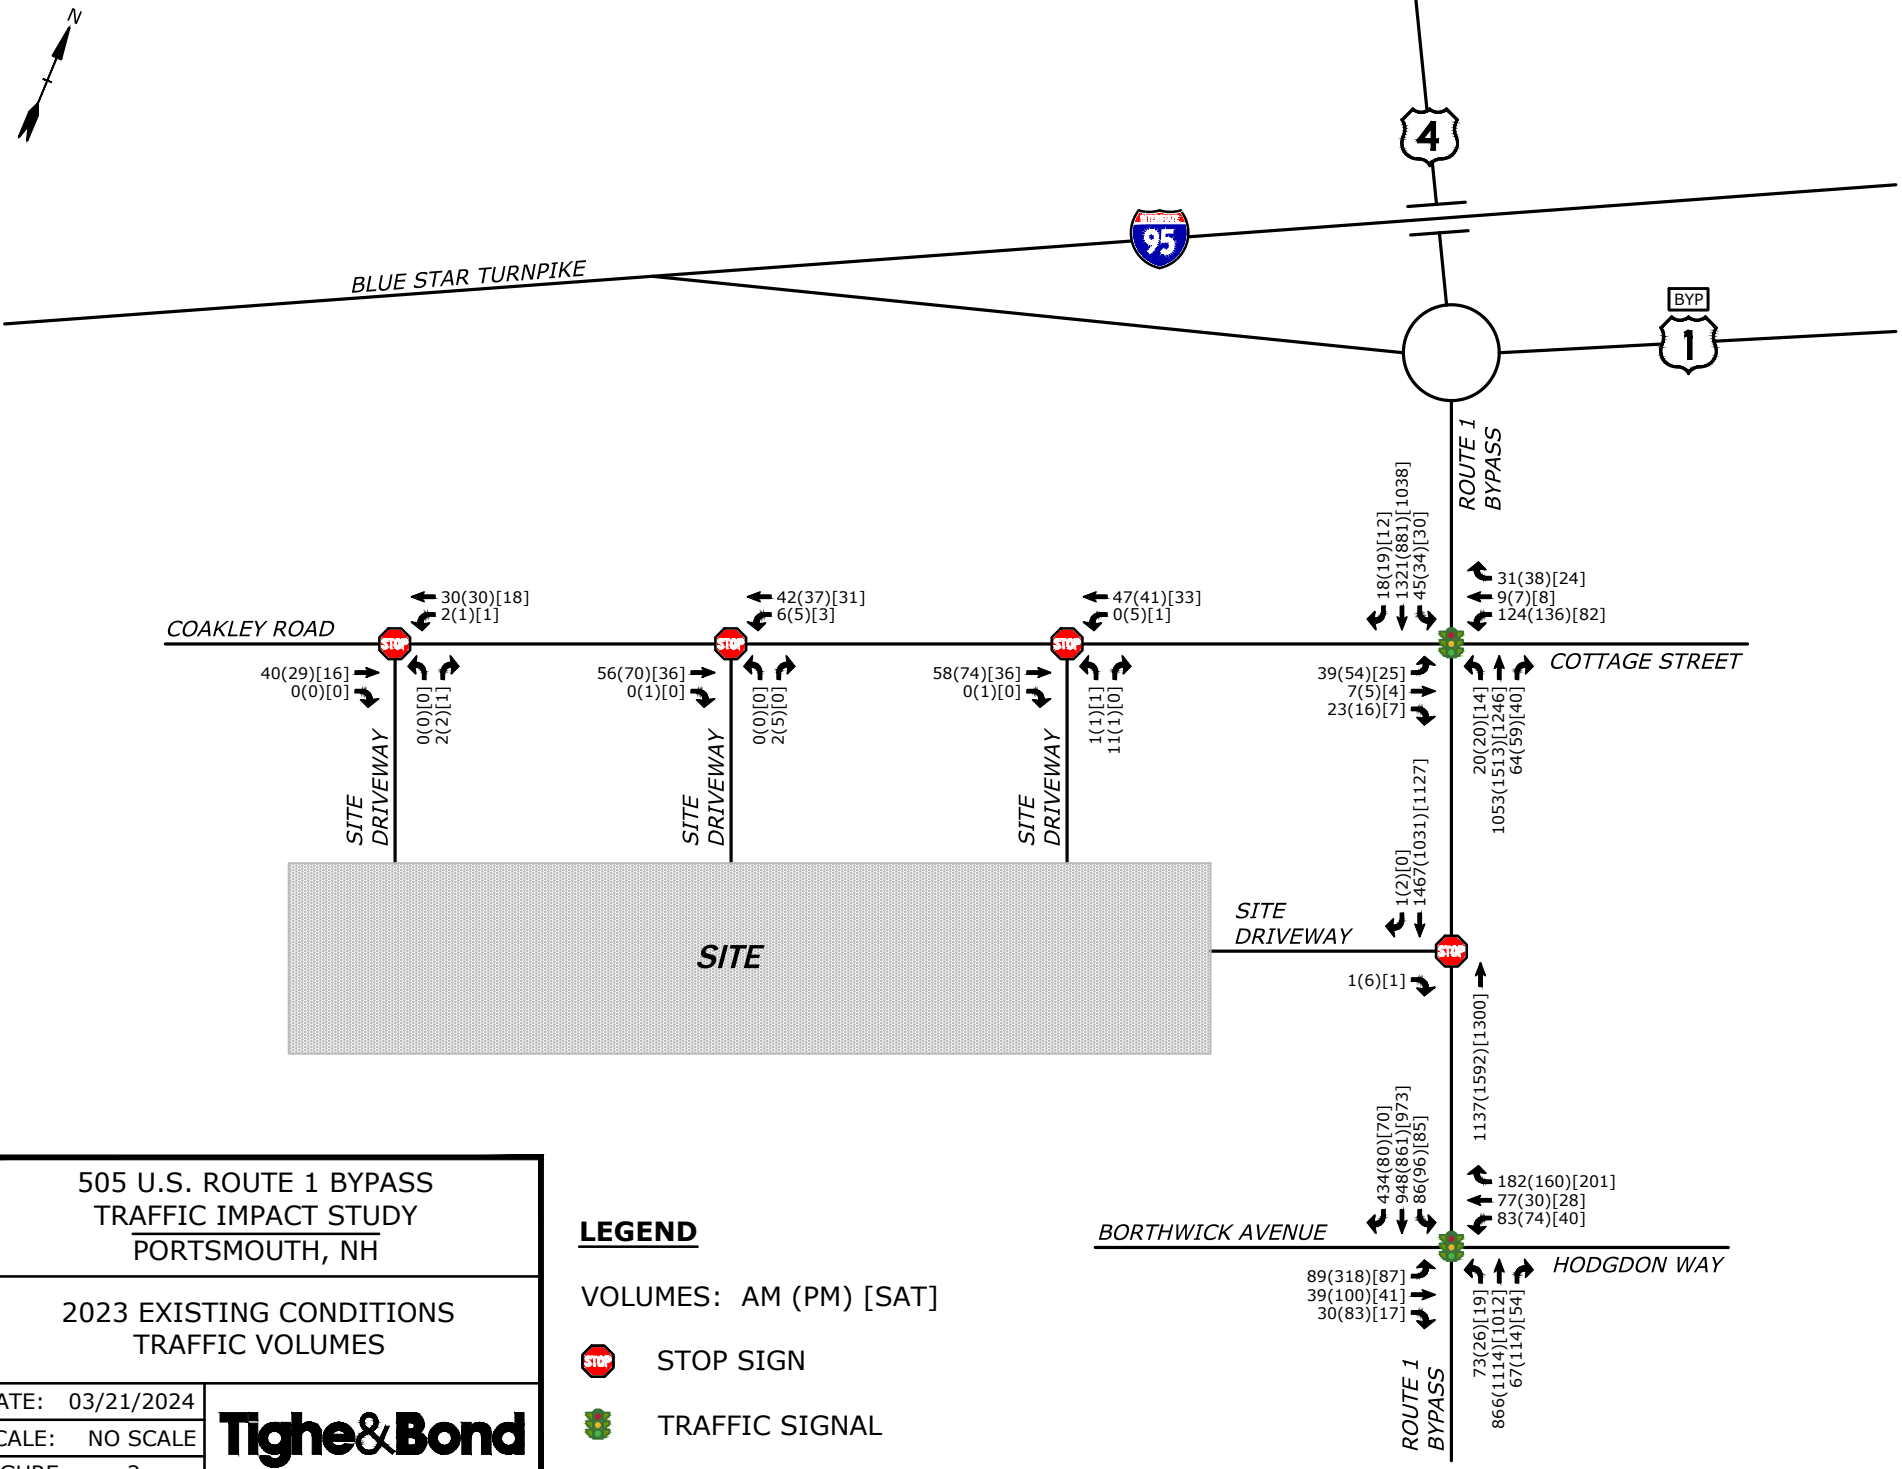 N
4
INTERSTATE
95
BLUE STAR TURNPIKE
BYP
1
ROUTE 1
BYPASS
18(19)[12]
1321(881)[1038]
45(34)[30]
31(38)[24]
9(7)[8]
124(136)[82]
30(30)[18]
2(1)[1]
42(37)[31]
6(5)[3]
47(41)[33]
0(5)[1]
COAKLEY ROAD
STOP
STOP
STOP
COTTAGE STREET
40(29)[16]
0(0)[0]
0(0)[0]
2(2)[1]
56(70)[36]
0(1)[0]
0(0)[0]
2(5)[0]
58(74)[36]
0(1)[0]
1(1)[1]
11(1)[0]
39(54)[25]
7(5)[4]
23(16)[7]
20(20)[14]
1053(1513)[1246]
64(59)[40]
SITE
DRIVEWAY
SITE
DRIVEWAY
SITE
DRIVEWAY
1(2)[0]
1467(1031)[1127]
SITE
DRIVEWAY
STOP
SITE
1(6)[1]
1137(1592)[1300]
434(80)[70]
948(861)[973]
86(96)[85]
182(160)[201]
77(30)[28]
83(74)[40]
BORTHWICK AVENUE
HODGDON WAY
89(318)[87]
39(100)[41]
30(83)[17]
73(26)[19]
866(1114)[1012]
67(114)[54]
ROUTE 1
BYPASS
505 U.S. ROUTE 1 BYPASS
TRAFFIC IMPACT STUDY
PORTSMOUTH, NH
2023 EXISTING CONDITIONS
TRAFFIC VOLUMES
ATE: 03/21/2024
CALE: NO SCALE
Tighe&Bond
LEGEND
VOLUMES: AM (PM) [SAT]
STOP
STOP SIGN
TRAFFIC SIGNAL